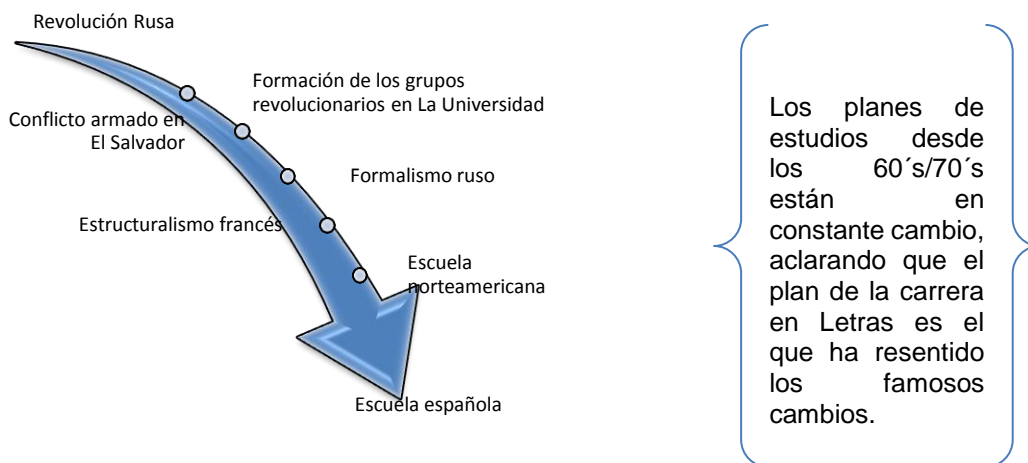 Revolución Rusa
Formación de los grupos
revolucionarios en La Universidad
Conflicto armado en
El Salvador
Formalismo ruso
Estructuralismo francés
Escuela
norteamericana
Escuela española
Los planes de
estudios desde
los 60´s/70´s
están en
constante cambio,
aclarando que el
plan de la carrera
en Letras es el
que ha resentido
los famosos
cambios.